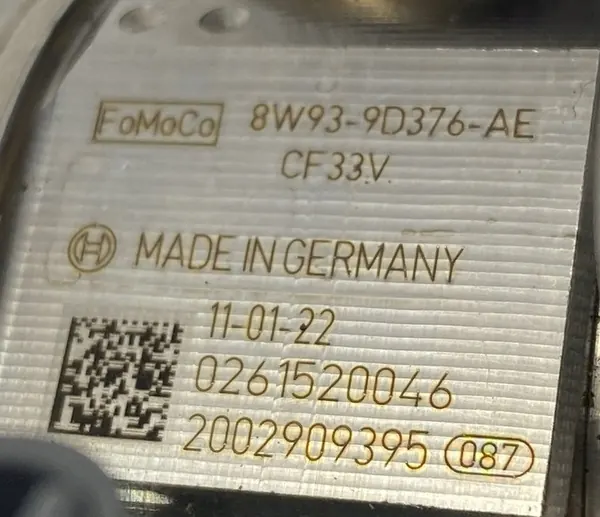 FoMoCo 8W93-9D376-AE
CF33V
MADE IN GERMANY
11-01-22
0261520046
2002909395 087